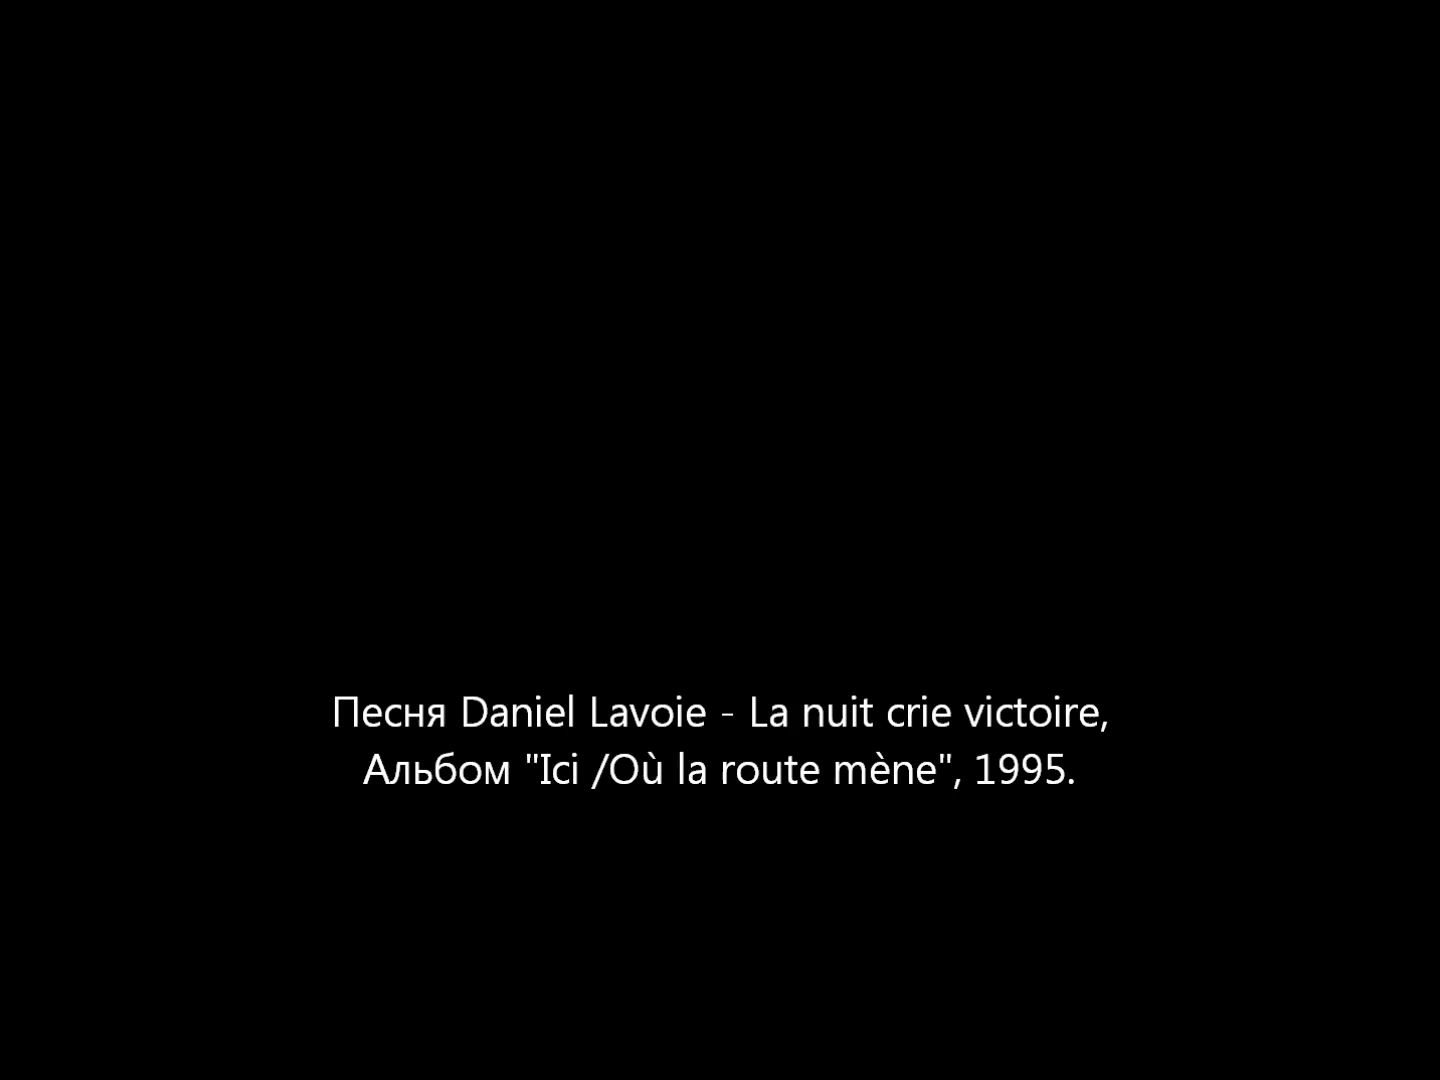 Песня Daniel Lavoie - La nuit crie victoire,
Альбом "Ici /Où la route mène", 1995.